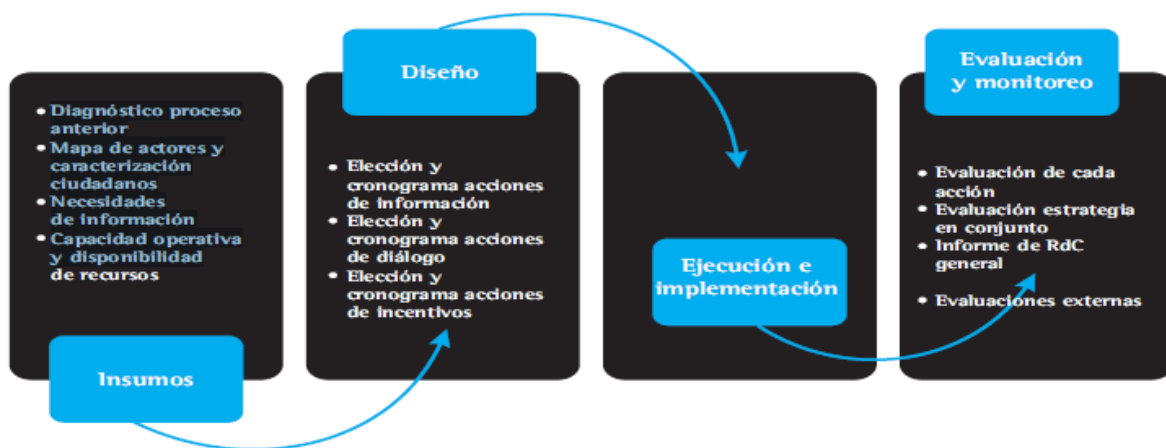 • Diagnóstico proceso
anterior
• Mapa de actores y
caracterización
ciudadanos
• Necesidades
de información
• Capacidad operativa
y disponibilidad
de recursos
Insumos
Diseño
• Elección y
cronograma acciones
de información
• Elección y
cronograma acciones
de diálogo
• Elección y
cronograma acciones
de incentivos
Ejecución e
implementación
Evaluación
y monitoreo
• Evaluación de cada
acción
• Evaluación estrategia
en conjunto
• Informe de RdC
general
• Evaluaciones externas